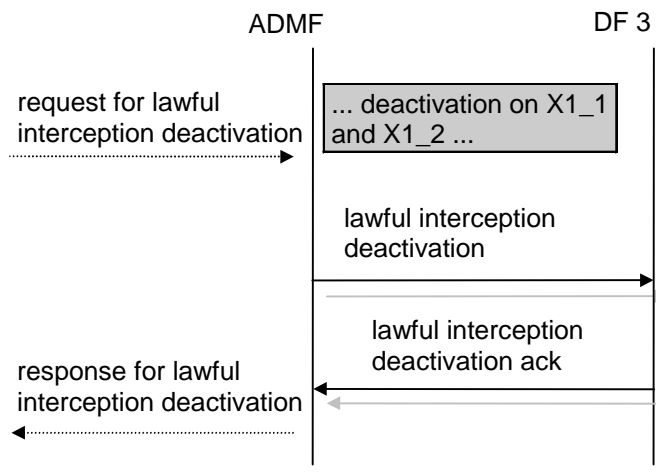 ADMF
DF 3
request for lawful
interception deactivation
... deactivation on X1_1
and X1_2 ...
lawful interception
deactivation
lawful interception
deactivation ack
response for lawful
interception deactivation